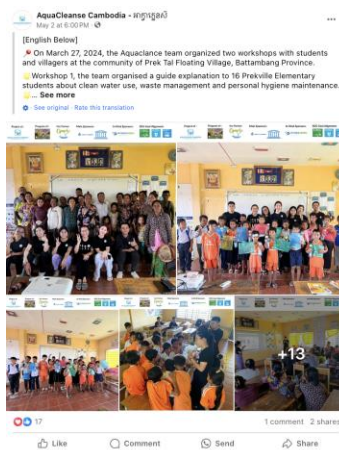 AquaCleanse Cambodia - អាក្វាក្លេនស៍
May 2 at 6:00 PM ·
[English Below]
📌 On March 27, 2024, the Aquaclance team organized two workshops with students
and villagers at the community of Prek Tal Floating Village, Battambang Province.
💡Workshop 1, the team organised a guide explanation to 16 Prekville Elementary
students about clean water use, waste management and personal hygiene maintenance.
💡... See more
See original · Rate this translation
+13
17
1 comment 2 shares
Like
Comment
Send
Share